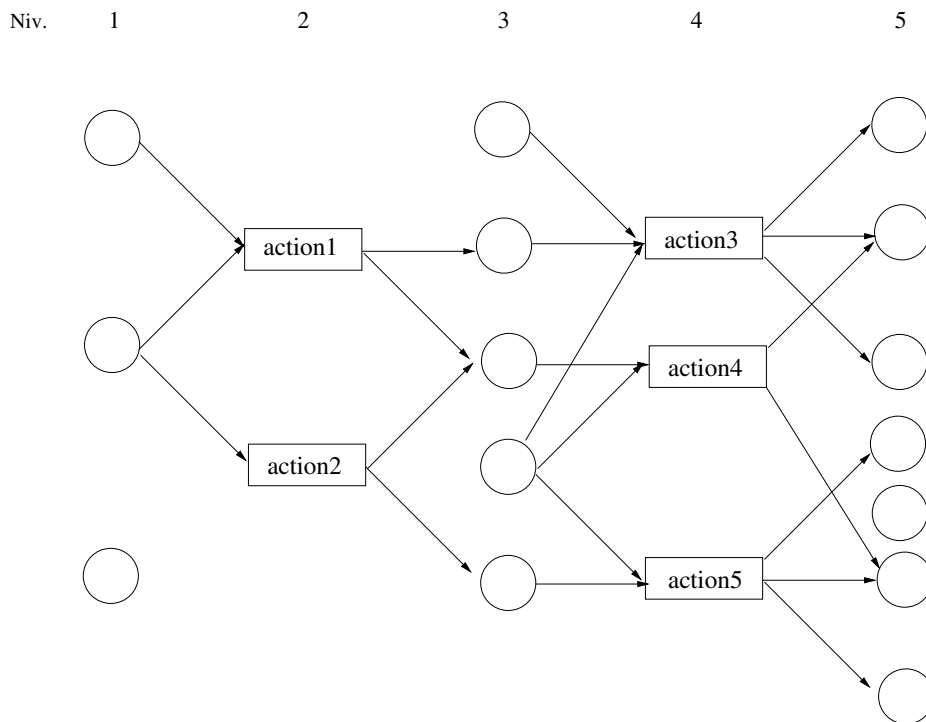 Niv. 1 2 3 4 5
action1
action2
action3
action4
action5